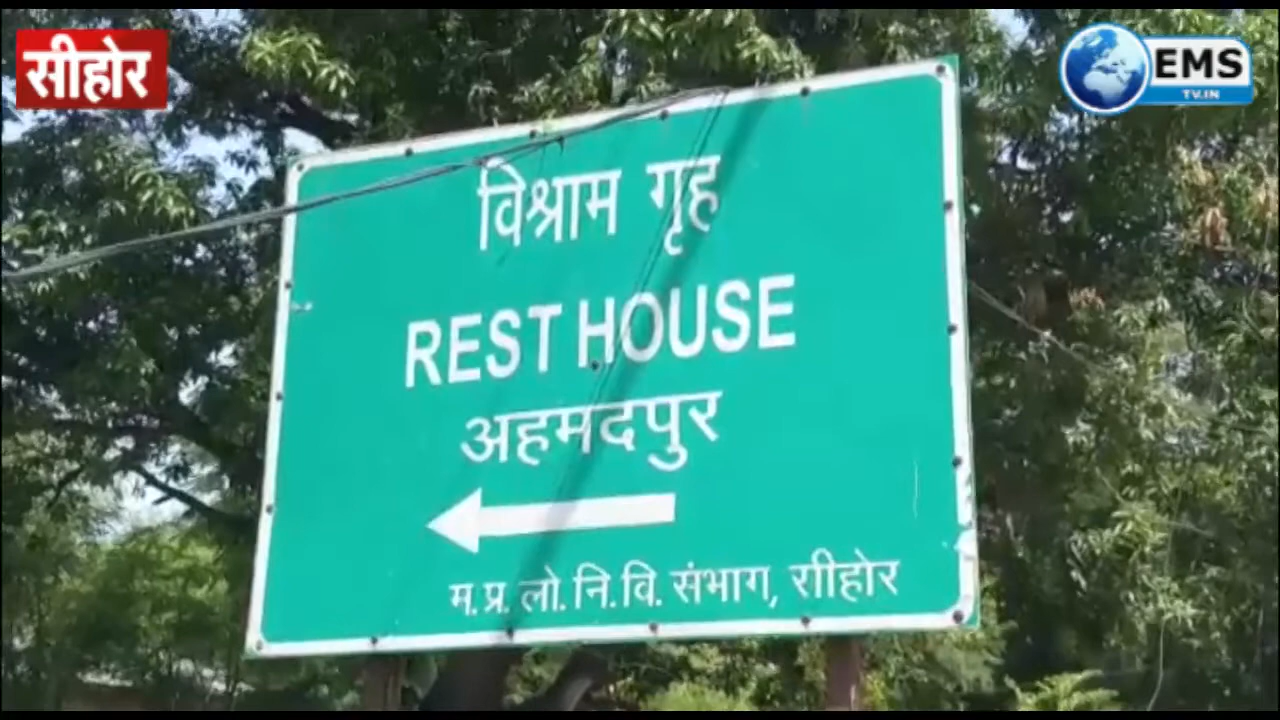 सीहोर
EMS
TV.IN
विश्राम गृह
REST HOUSE
अहमदपुर
म.प्र. लो. नि. वि. संभाग, सीहोर